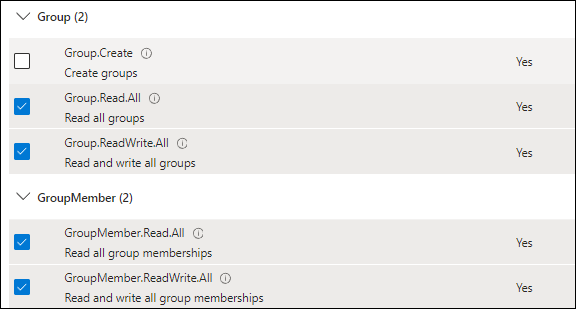 Group (2)
Group.Create
Create groups
Yes
Group.Read.All
Read all groups
Yes
Group.ReadWrite.All
Read and write all groups
Yes
GroupMember (2)
GroupMember.Read.All
Read all group memberships
Yes
GroupMember.ReadWrite.All
Read and write all group memberships
Yes